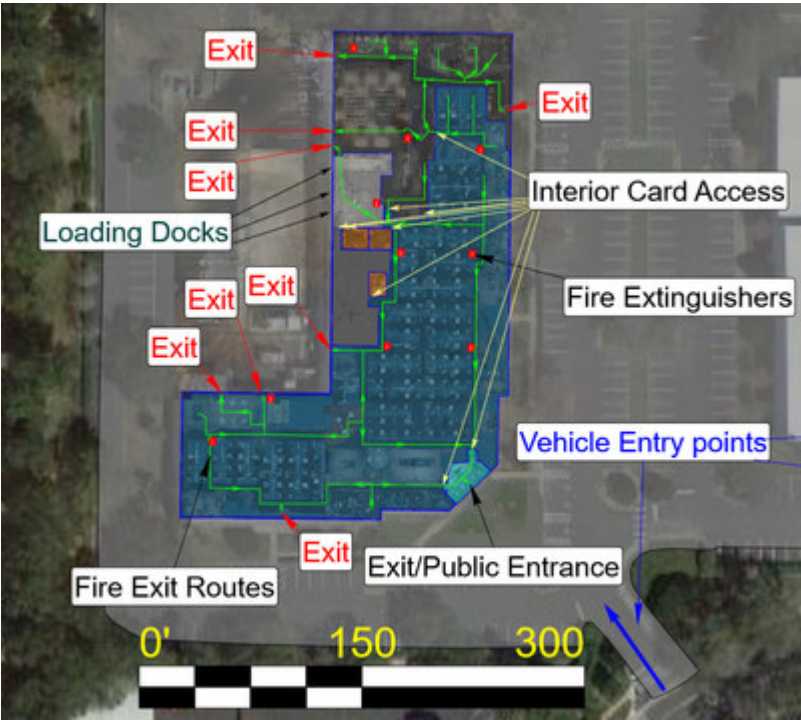 Exit
Exit
Exit
Exit
Interior Card Access
Loading Docks
Exit
Exit
Fire Extinguishers
Exit
Vehicle Entry points
Exit
Exit/Public Entrance
Fire Exit Routes
0' 150 300